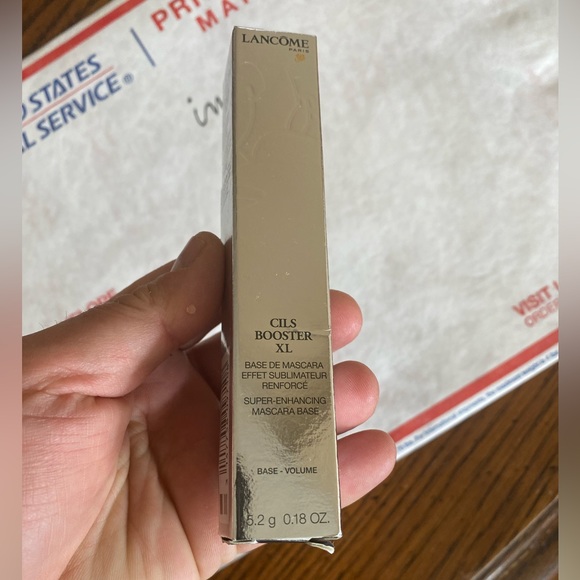 LANCÔME
PARIS
CILS
BOOSTER
XL
BASE DE MASCARA
EFFET SUBLIMATEUR
RENFORCÉ
SUPER-ENHANCING
MASCARA BASE
BASE - VOLUME
5.2 g 0.18 OZ.
STATES
SERVICE®
PRI
MA
VISIT
ORDE